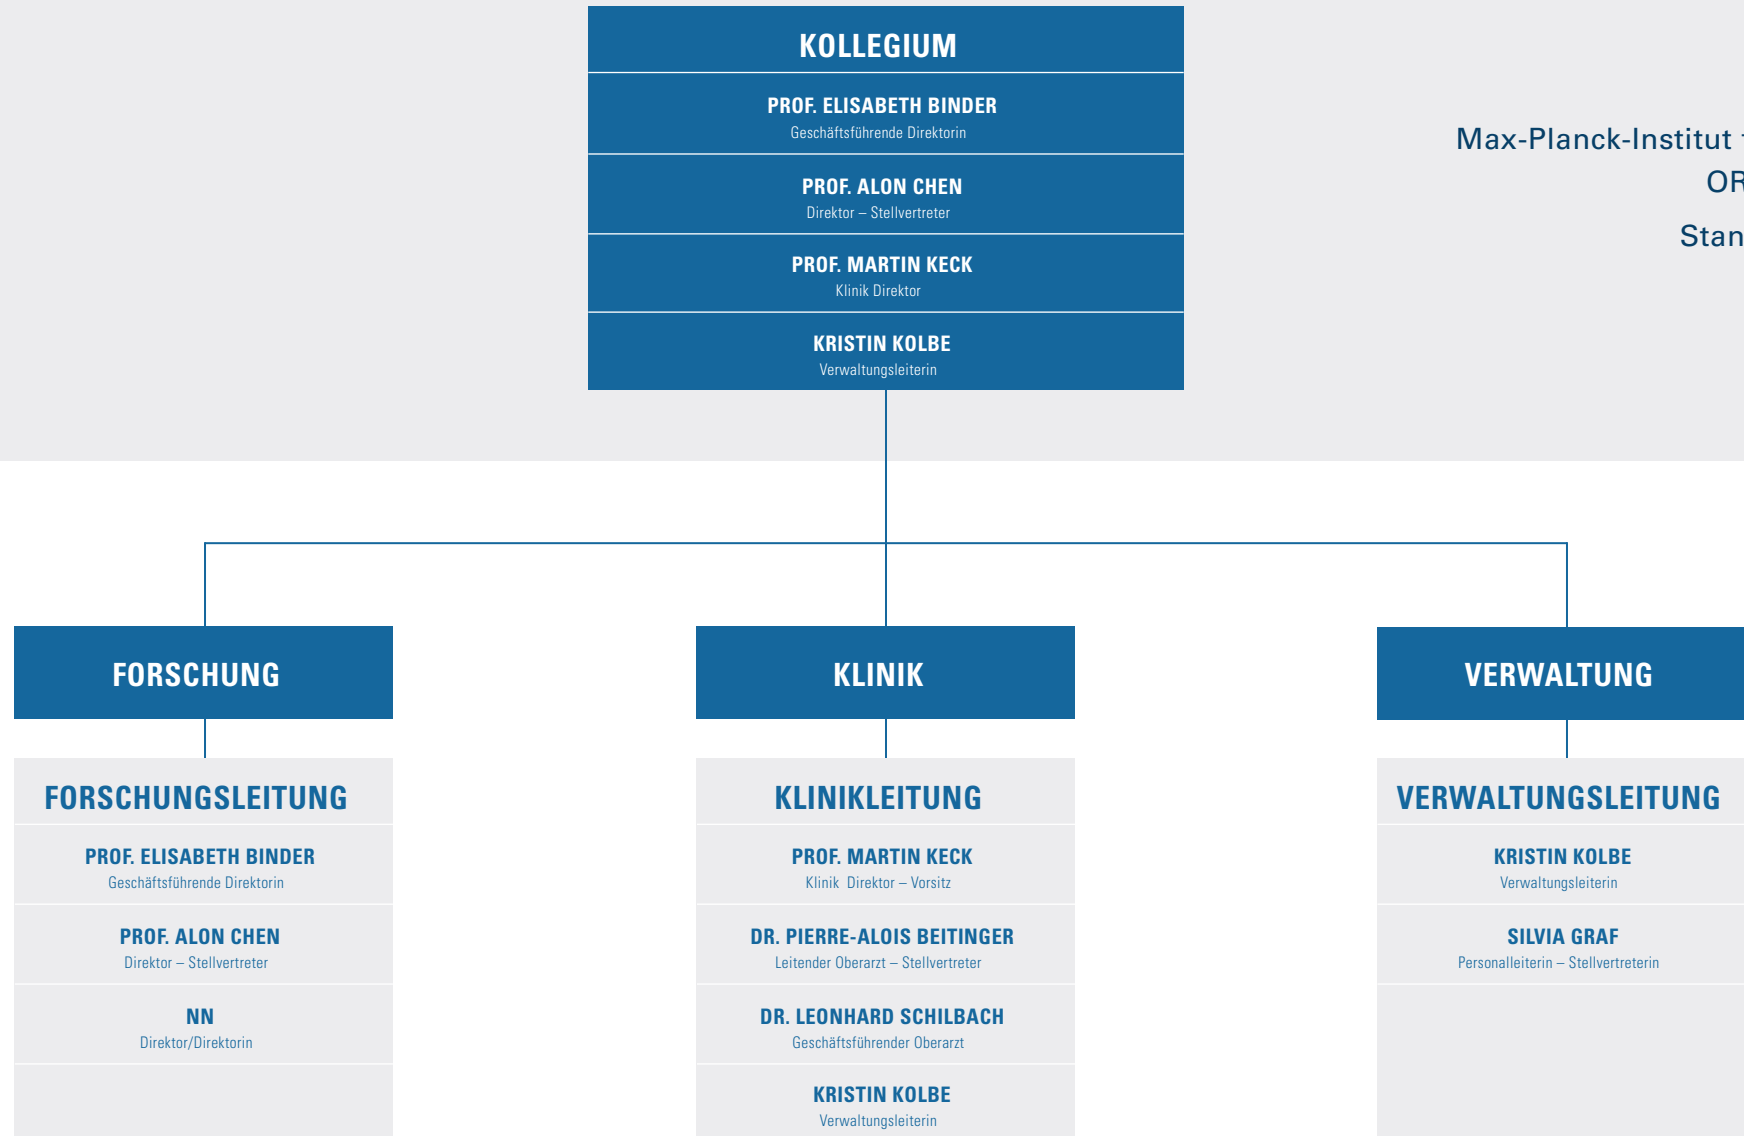 KOLLEGIUM
PROF. ELISABETH BINDER
Geschäftsführende Direktorin
PROF. ALON CHEN
Direktor – Stellvertreter
PROF. MARTIN KECK
Klinik Direktor
KRISTIN KOLBE
Verwaltungsleiterin
Max-Planck-Institut
FORSCHUNG
KLINIK
VERWALTUNG
FORSCHUNGSLEITUNG
PROF. ELISABETH BINDER
Geschäftsführende Direktorin
PROF. ALON CHEN
Direktor – Stellvertreter
NN
Direktor/Direktorin
KLINIKLEITUNG
PROF. MARTIN KECK
Klinik Direktor – Vorsitz
DR. PIERRE-ALOIS BEITINGER
Leitender Oberarzt – Stellvertreter
DR. LEONHARD SCHILBACH
Geschäftsführender Oberarzt
KRISTIN KOLBE
Verwaltungsleiterin
VERWALTUNGSLEITUNG
KRISTIN KOLBE
Verwaltungsleiterin
SILVIA GRAF
Personalleiterin – Stellvertreterin